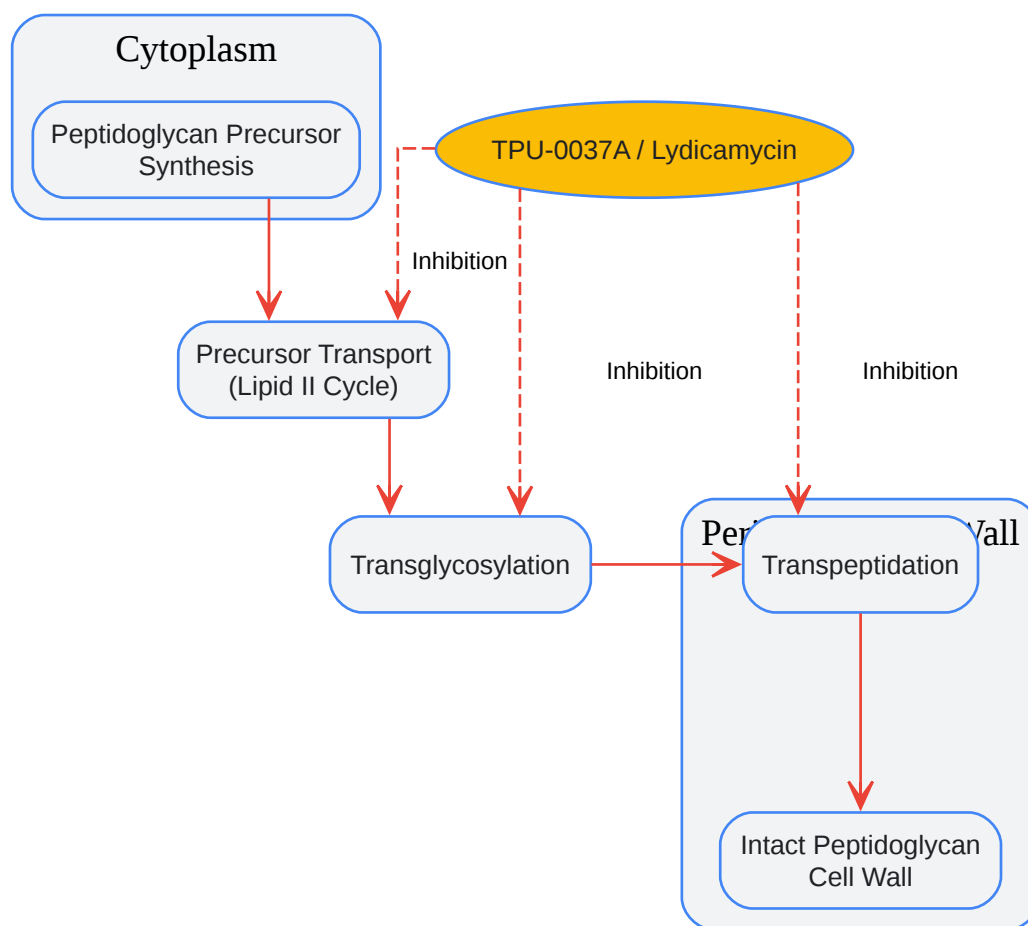 Cytoplasm
Peptidoglycan Precursor
Synthesis
TPU-0037A / Lydicamycin
Inhibition
Precursor Transport
(Lipid II Cycle)
Inhibition
Inhibition
Transglycosylation
Transpeptidation
Intact Peptidoglycan
Cell Wall